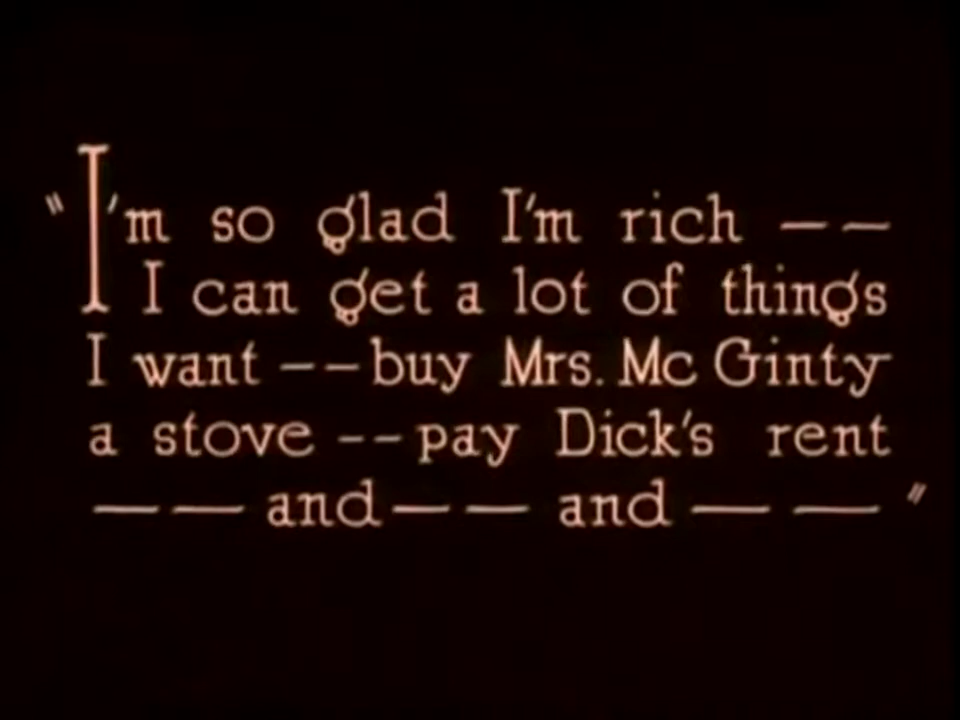 "I'm so glad I'm rich — —
I can get a lot of things
I want -- buy Mrs. Mc Ginty
a stove -- pay Dick's rent
— — and — — and — — "